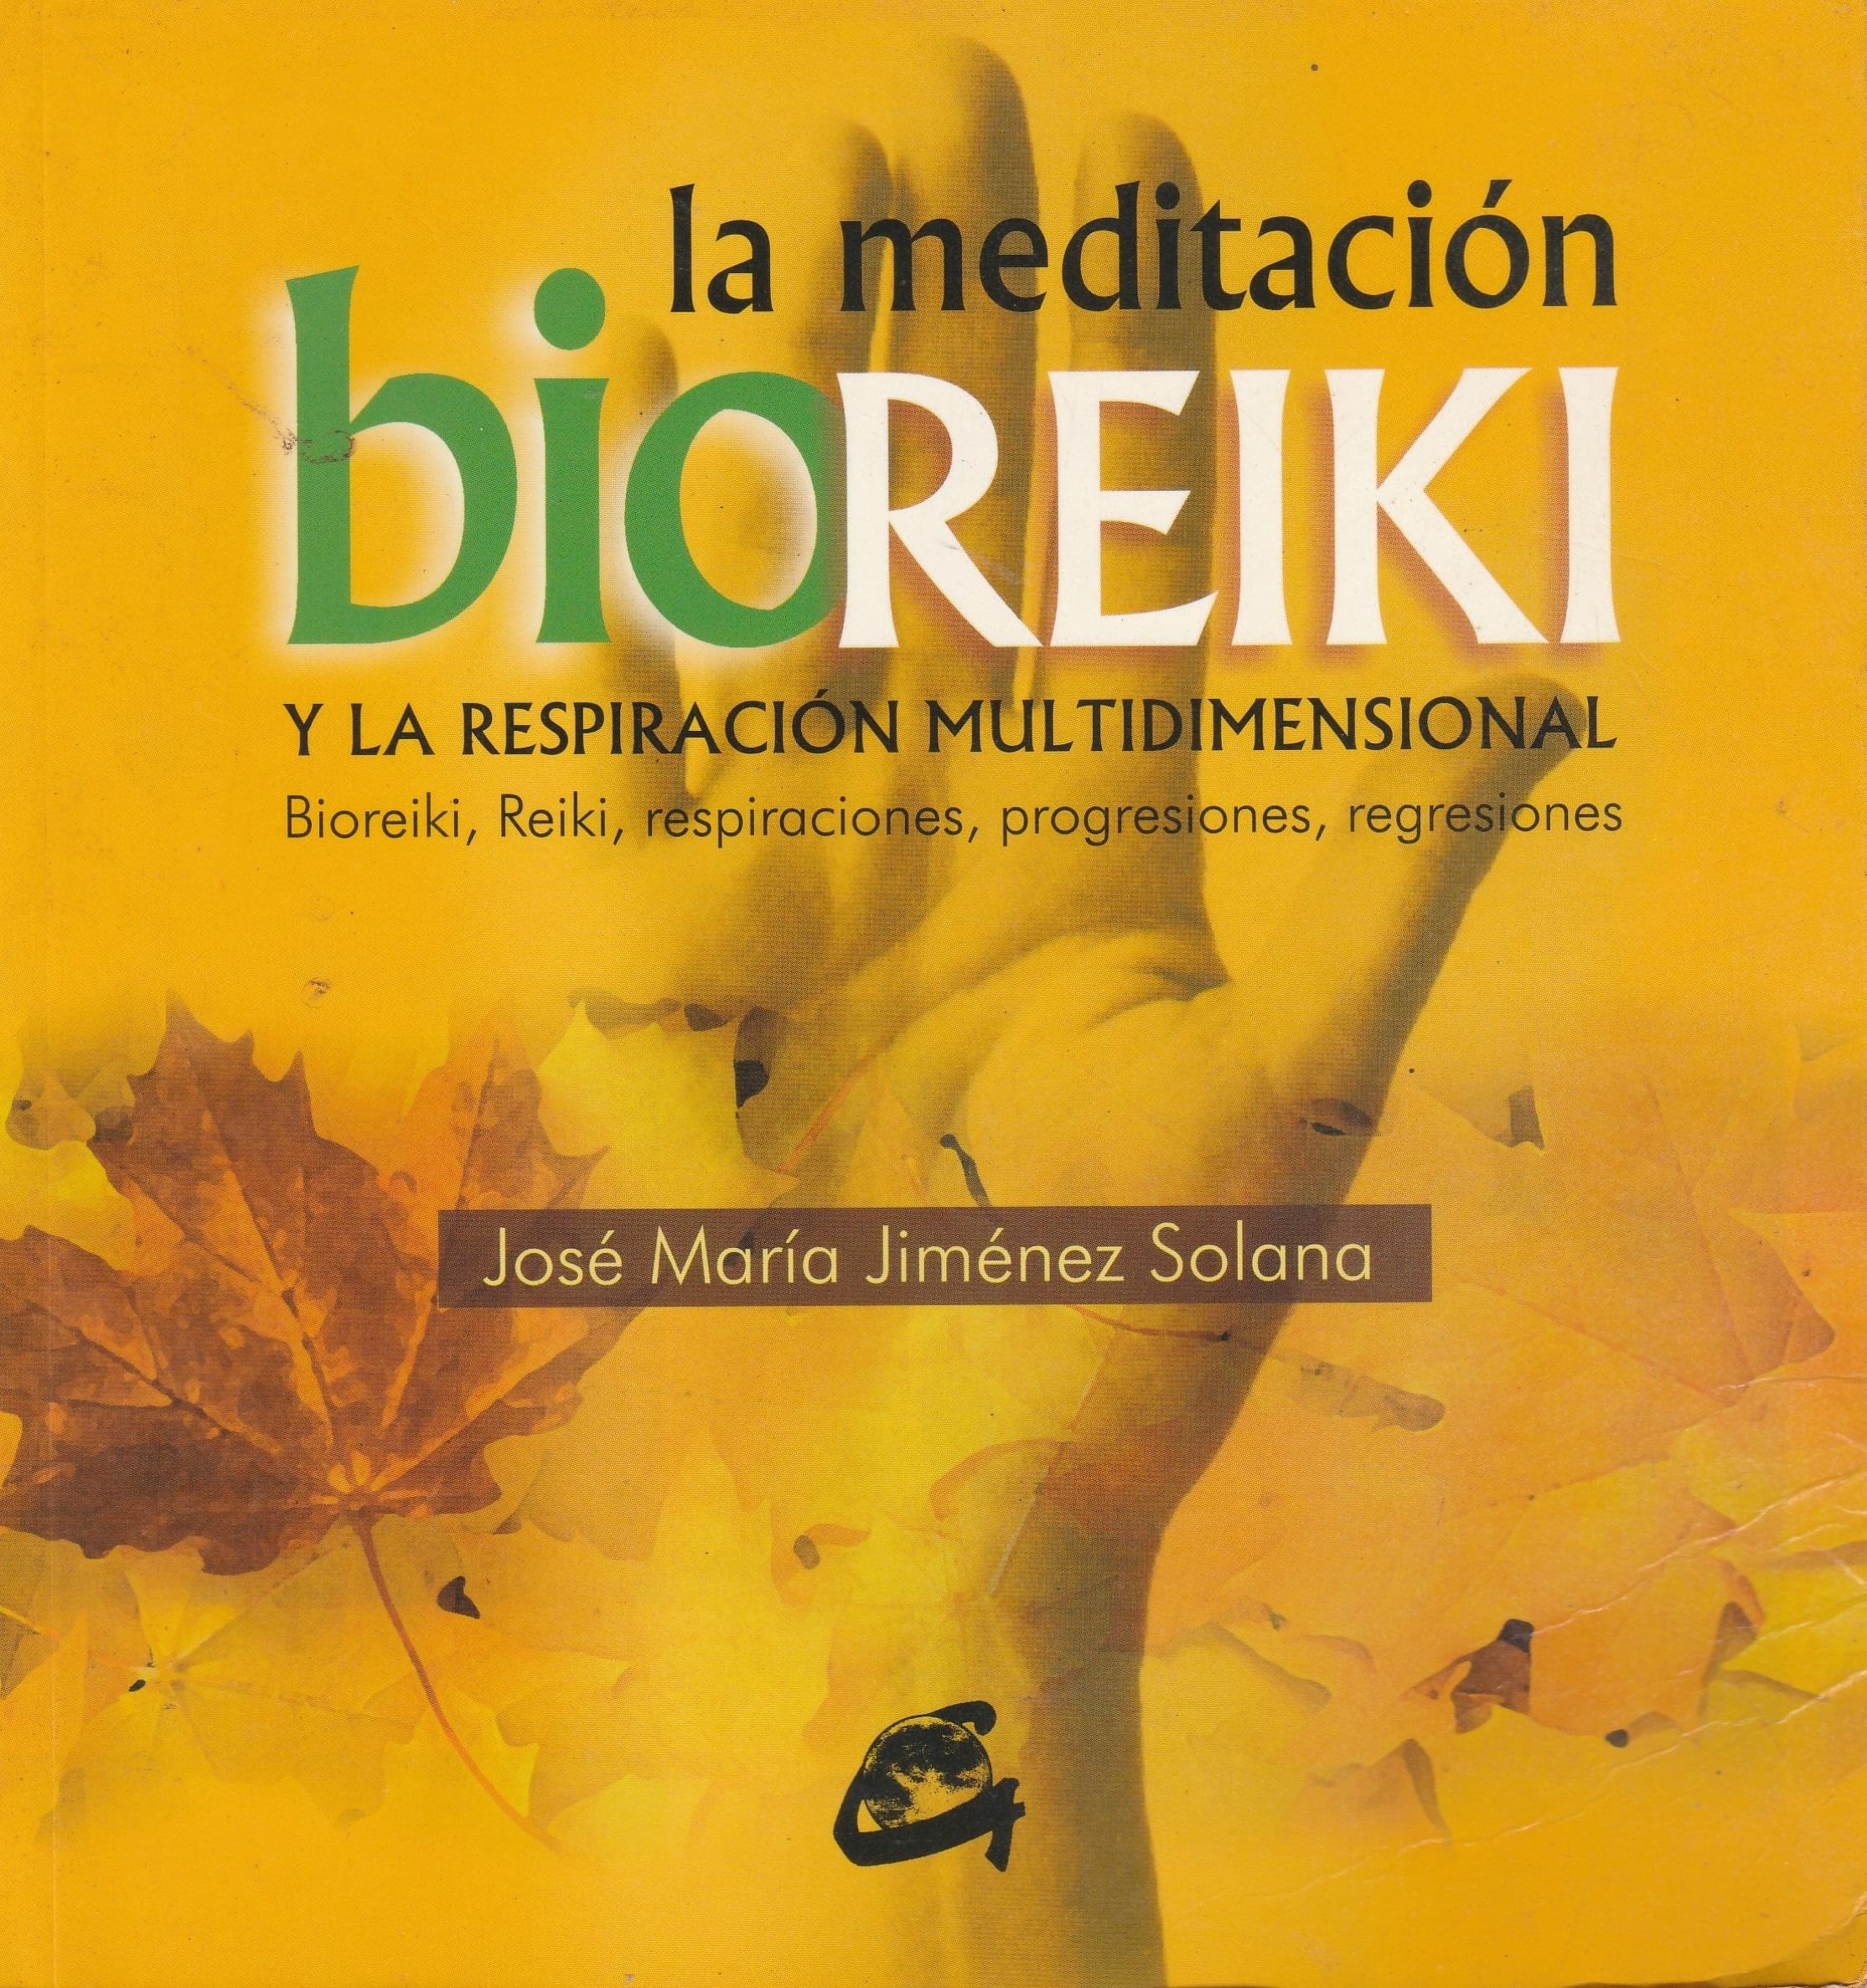 la meditación
bioREIKI
Y LA RESPIRACIÓN MULTIDIMENSIONAL
Bioreiki, Reiki, respiraciones, progresiones, regresiones
José María Jiménez Solana